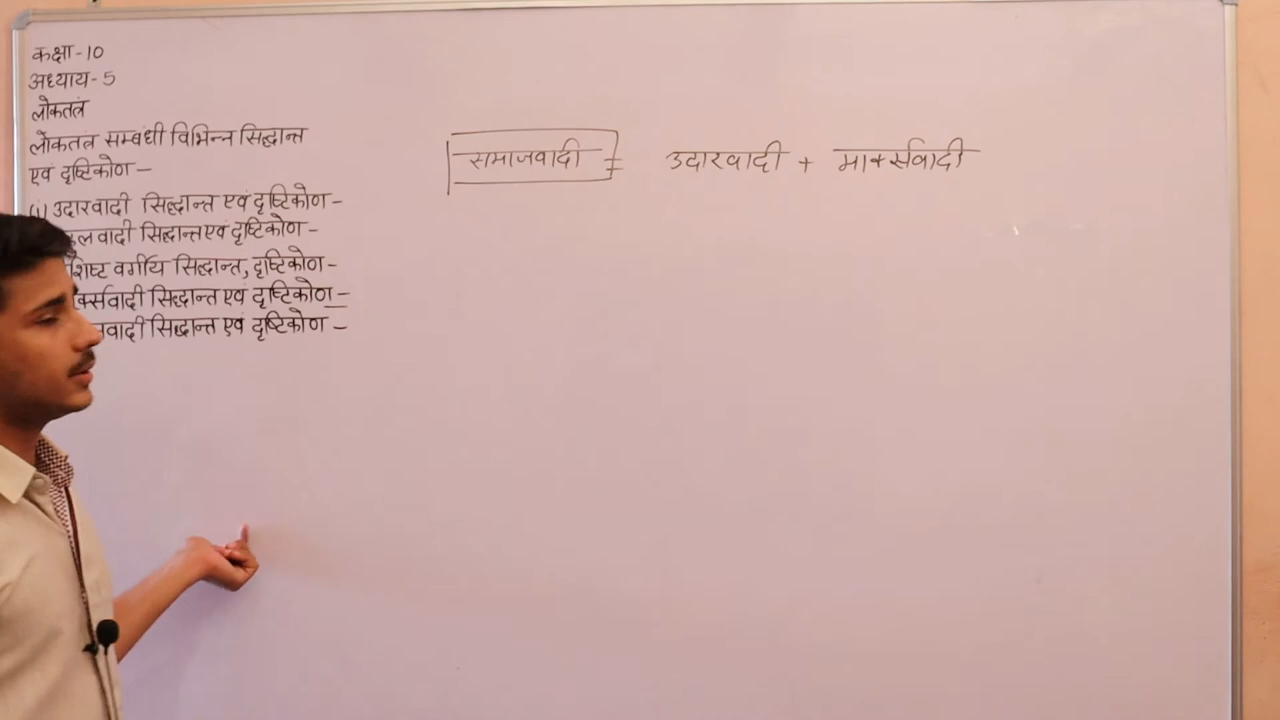 कक्षा-10
अध्याय-5
लोकतंत्र
लोकतंत्र सम्बंधी विभिन्न सिद्धान्त
एवं दृष्टिकोण-
(i) उदारवादी सिद्धान्त एवं दृष्टिकोण-
वादी सिद्धान्त एवं दृष्टिकोण-
वर्गीय सिद्धान्त, दृष्टिकोण-
सिद्धान्त एवं दृष्टिकोण-
सिद्धान्त एवं दृष्टिकोण-
समाजवादी = उदारवादी + मार्क्सवादी